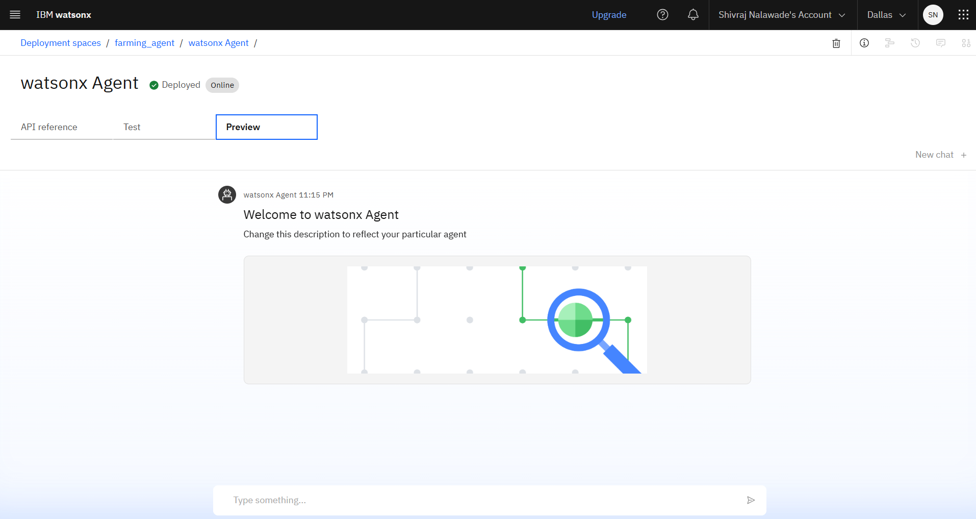 IBM watsonx
Upgrade
Shivraj Nalawade's Account
Dallas
SN
Deployment spaces / farming_agent / watsonx Agent /
watsonx Agent
Deployed
Online
API reference
Test
Preview
New chat +
watsonx Agent 11:15 PM
Welcome to watsonx Agent
Change this description to reflect your particular agent
Type something...